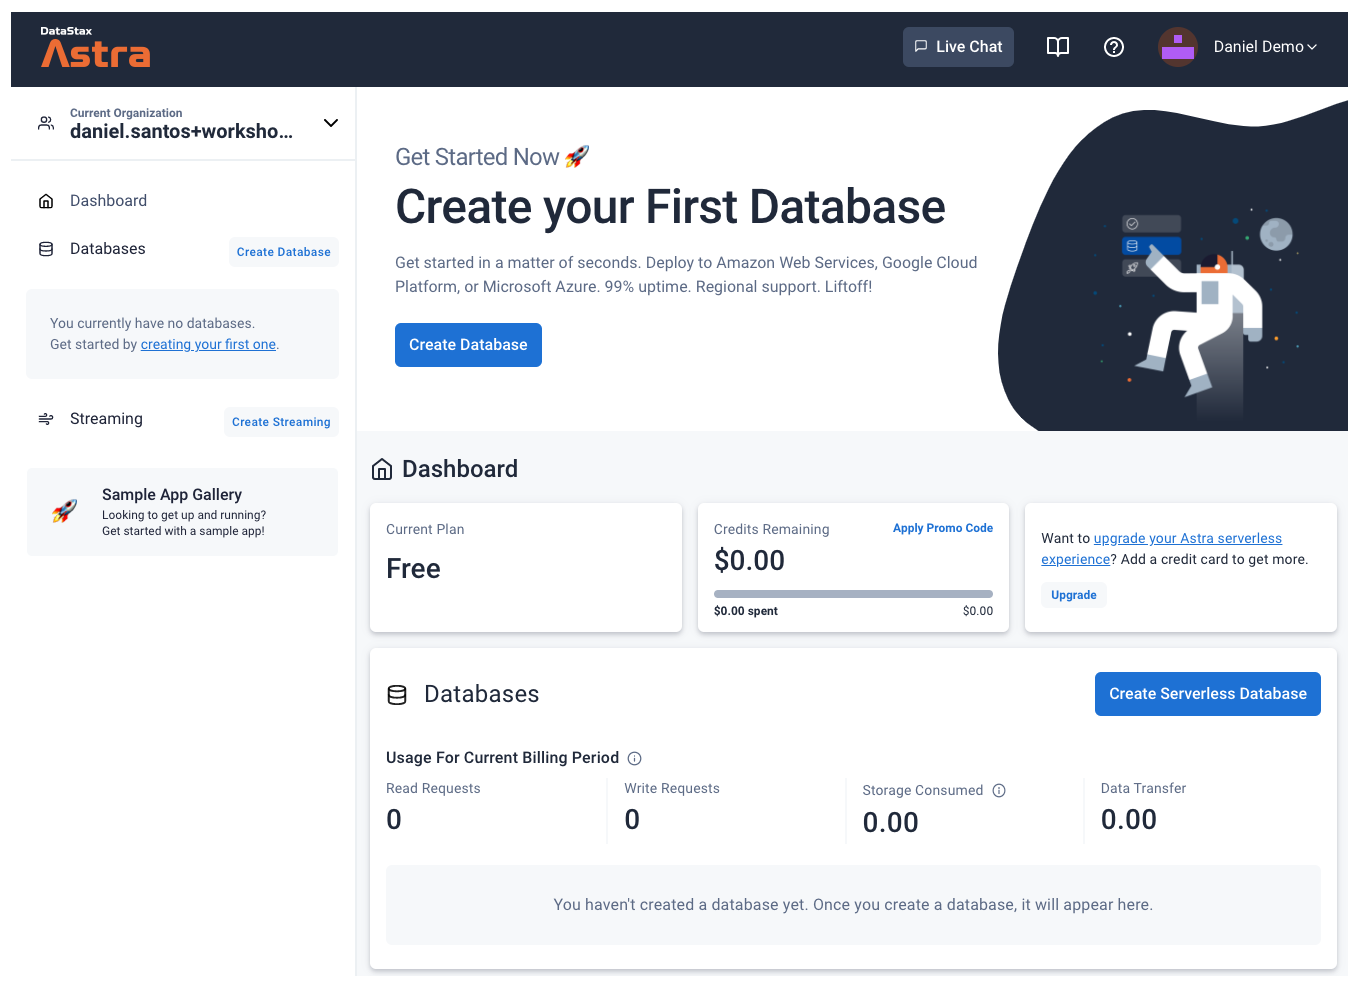 DataStax
Astra
Live Chat
Daniel Demo
Current Organization
daniel.santos+worksho...
Dashboard
Databases
Create Database
You currently have no databases.
Get started by creating your first one.
Streaming
Create Streaming
Sample App Gallery
Looking to get up and running?
Get started with a sample app!
Get Started Now
Create your First Database
Get started in a matter of seconds. Deploy to Amazon Web Services, Google Cloud
Platform, or Microsoft Azure. 99% uptime. Regional support. Liftoff!
Create Database
Dashboard
Current Plan
Free
Credits Remaining
Apply Promo Code
$0.00
$0.00 spent
$0.00
Want to upgrade your Astra serverless
experience? Add a credit card to get more.
Upgrade
Databases
Create Serverless Database
Usage For Current Billing Period
Read Requests
0
Write Requests
0
Storage Consumed
0.00
Data Transfer
0.00
You haven't created a database yet. Once you create a database, it will appear here.